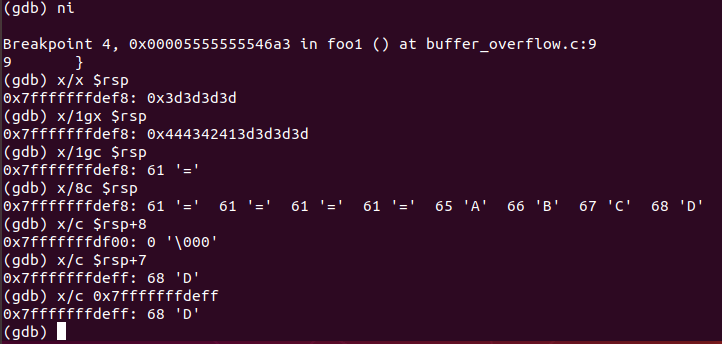 (gdb) ni
Breakpoint 4, 0x00005555555546a3 in foo1 () at buffer_overflow.c:9
9 }
(gdb) x/x $rsp
0x7fffffffdef8: 0x3d3d3d3d
(gdb) x/1gx $rsp
0x7fffffffdef8: 0x444342413d3d3d3d
(gdb) x/1gc $rsp
0x7fffffffdef8: 61 '='
(gdb) x/8c $rsp
0x7fffffffdef8: 61 '=' 61 '=' 61 '=' 61 '=' 65 'A' 66 'B' 67 'C' 68 'D'
(gdb) x/c $rsp+8
0x7fffffffdf00: 0 '\000'
(gdb) x/c $rsp+7
0x7fffffffdeff: 68 'D'
(gdb) x/c 0x7fffffffdeff
0x7fffffffdeff: 68 'D'
(gdb)